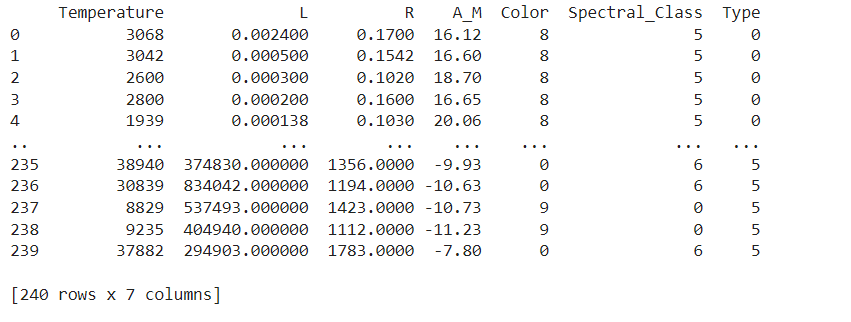 Temperature              L          R    A_M  Color  Spectral_Class  Type
0           3068       0.002400     0.1700  16.12      8               5     0
1           3042       0.000500     0.1542  16.60      8               5     0
2           2600       0.000300     0.1020  18.70      8               5     0
3           2800       0.000200     0.1600  16.65      8               5     0
4           1939       0.000138     0.1030  20.06      8               5     0
..           ...            ...        ...    ...    ...             ...   ...
235        38940  374830.000000  1356.0000  -9.93      0               6     5
236        30839  834042.000000  1194.0000 -10.63      0               6     5
237         8829  537493.000000  1423.0000 -10.73      9               0     5
238         9235  404940.000000  1112.0000 -11.23      9               0     5
239        37882  294903.000000  1783.0000  -7.80      0               6     5

[240 rows x 7 columns]